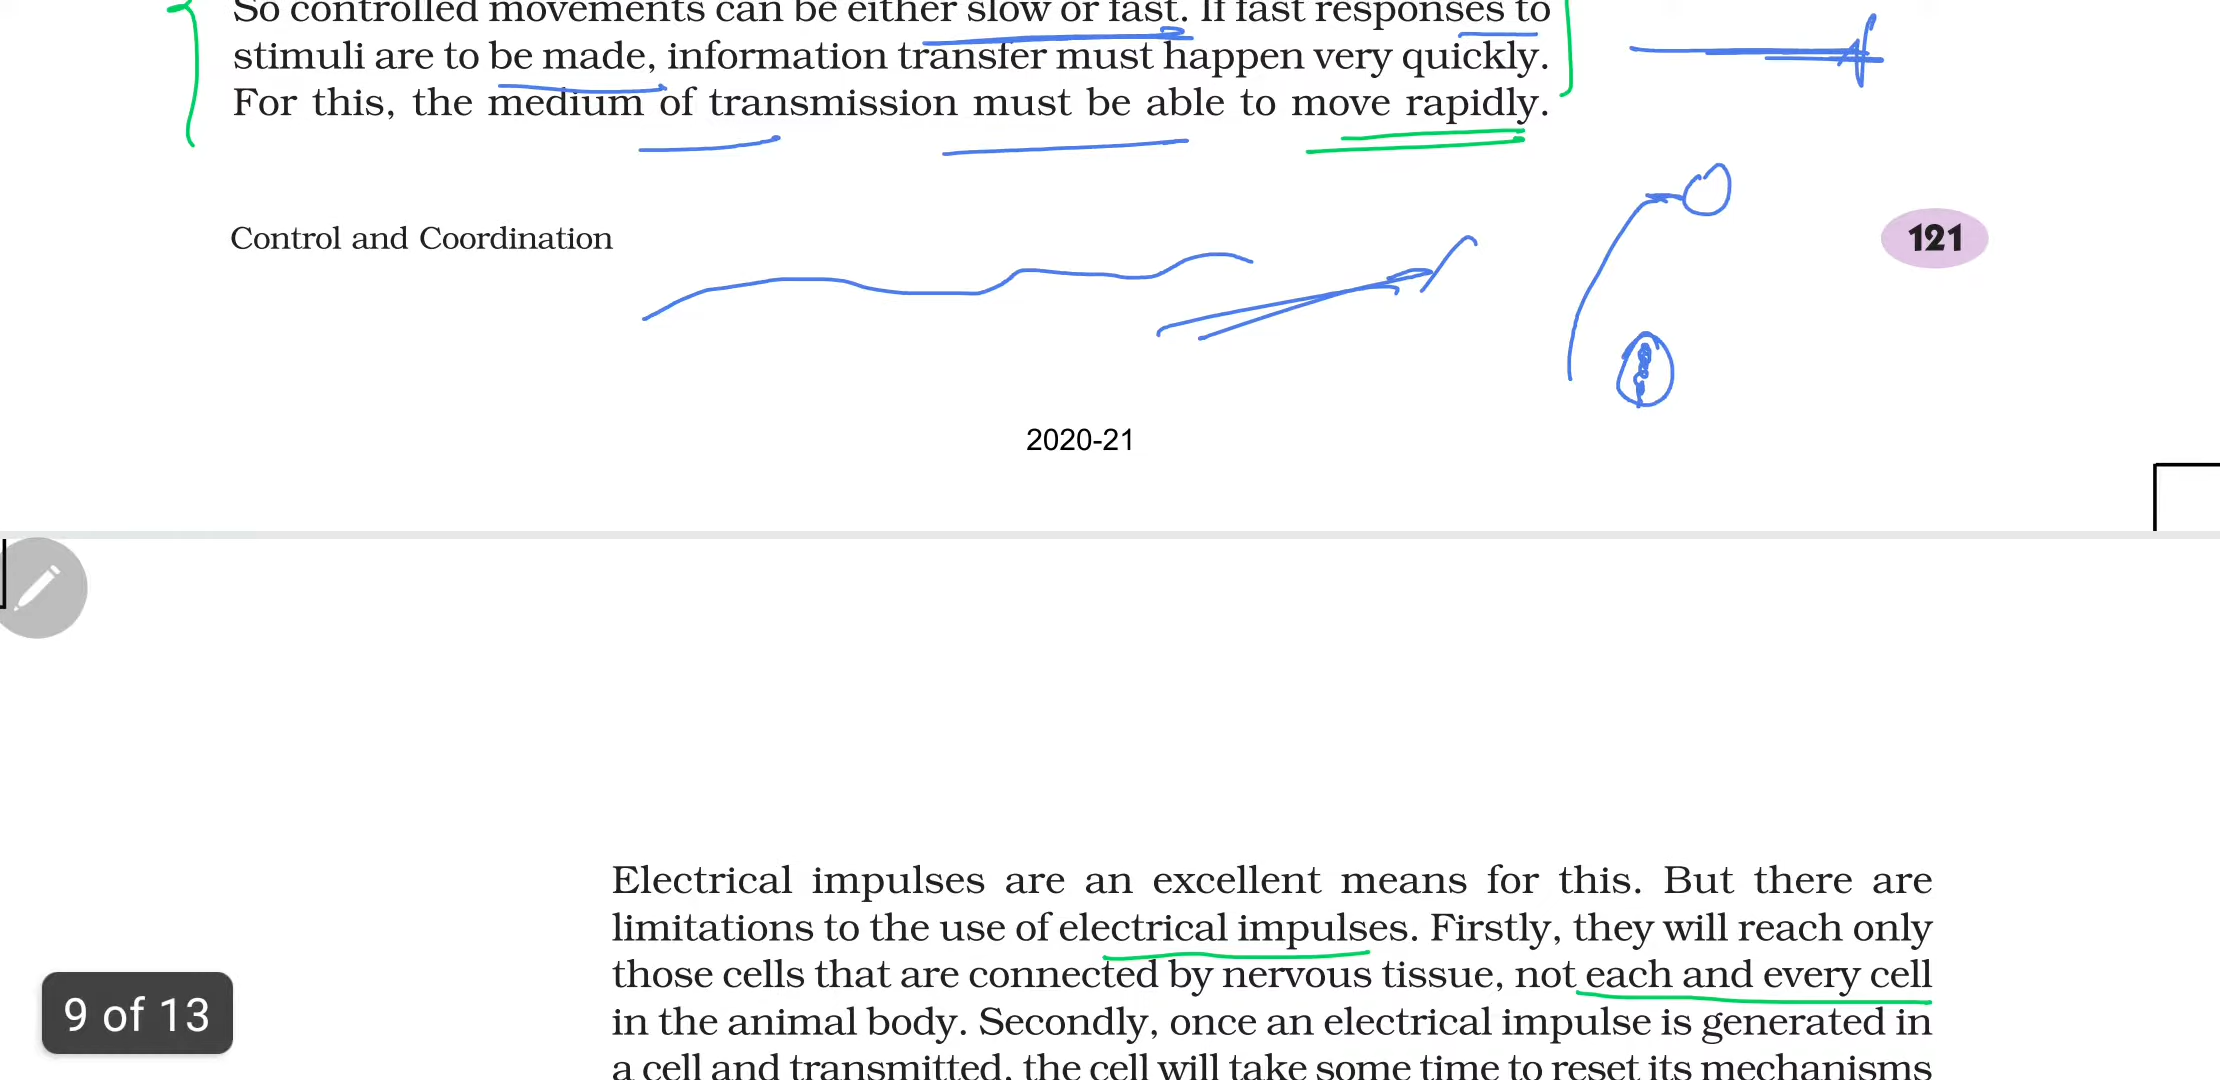 So controlled movements can be either slow or fast. If fast responses to
stimuli are to be made, information transfer must happen very quickly.
For this, the medium of transmission must be able to move rapidly.
Control and Coordination
121
2020-21
Electrical impulses are an excellent means for this. But there are
limitations to the use of electrical impulses. Firstly, they will reach only
those cells that are connected by nervous tissue, not each and every cell
in the animal body. Secondly, once an electrical impulse is generated in
a cell and transmitted, the cell will take some time to reset its mechanisms
9 of 13